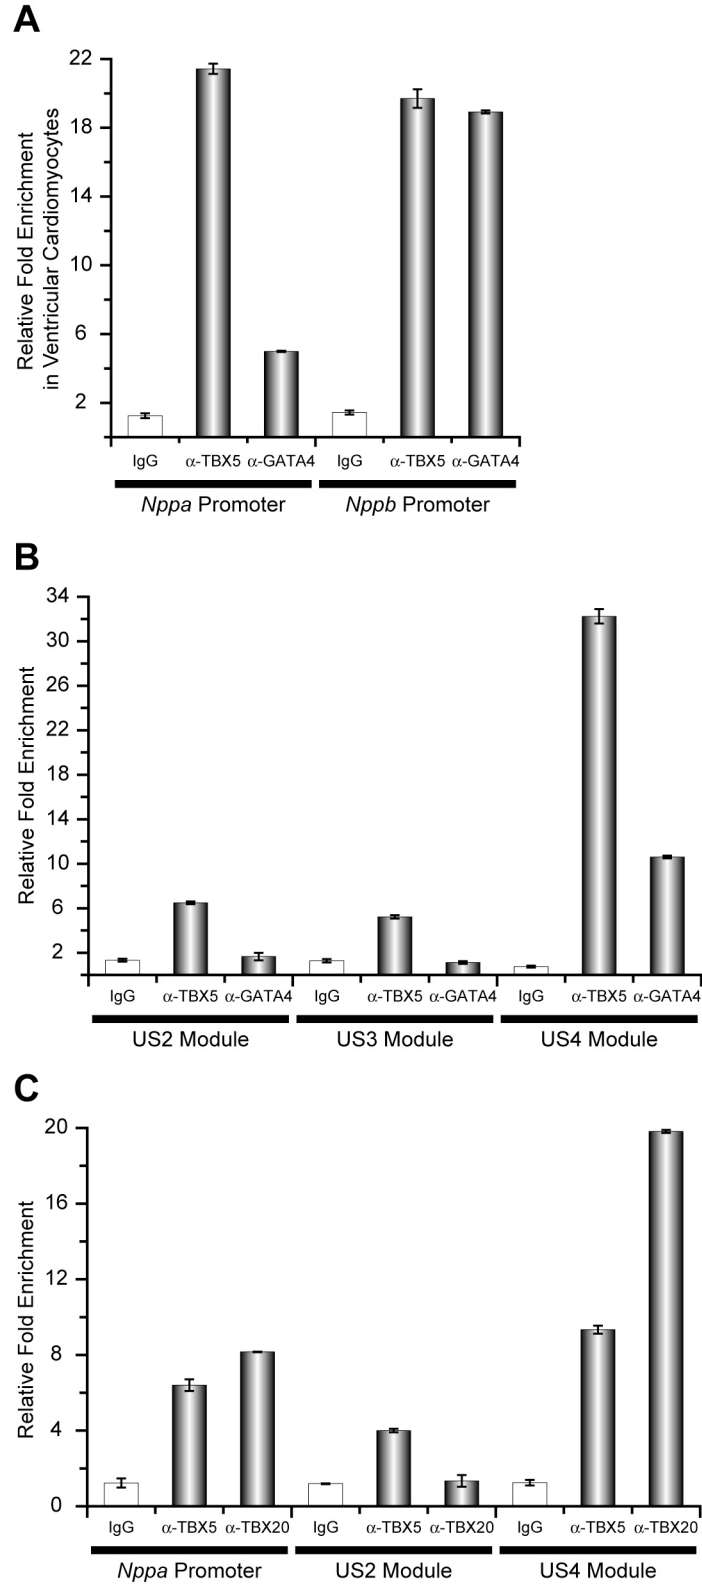 A
Relative Fold Enrichment
in Ventricular Cardiomyocytes
22
18
14
10
6
2
IgG α-TBX5 α-GATA4 IgG α-TBX5 α-GATA4
Nppa Promoter Nppb Promoter
B
Relative Fold Enrichment
34
30
26
22
18
14
10
6
2
IgG α-TBX5 α-GATA4 IgG α-TBX5 α-GATA4 IgG α-TBX5 α-GATA4
US2 Module US3 Module US4 Module
C
Relative Fold Enrichment
20
16
12
8
4
0
IgG α-TBX5 α-TBX20 IgG α-TBX5 α-TBX20 IgG α-TBX5 α-TBX20
Nppa Promoter US2 Module US4 Module